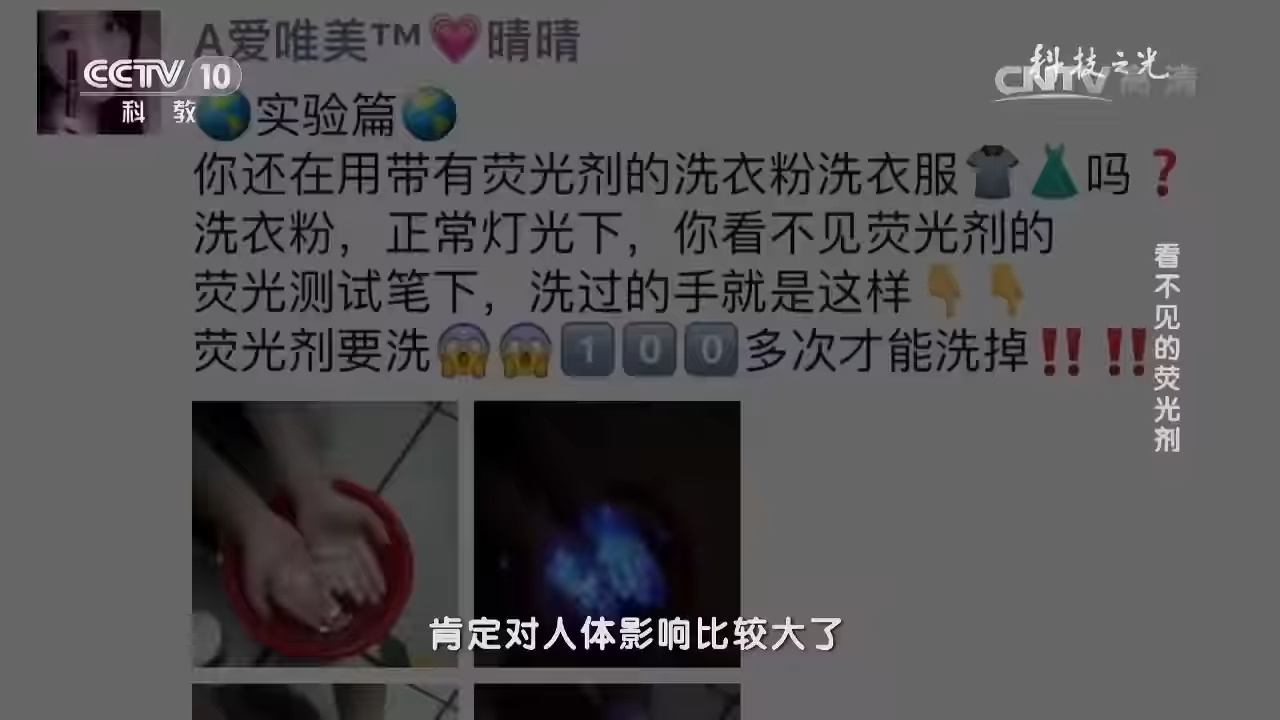 A爱唯美™💗晴晴
CCTV 10
科教
科技之光
CNTV 高清
🌏实验篇🌏
你还在用带有荧光剂的洗衣粉洗衣服👕👗吗❓
洗衣粉，正常灯光下，你看不见荧光剂的
荧光测试笔下，洗过的手就是这样👇👇
荧光剂要洗😱😱1️⃣0️⃣0️⃣多次才能洗掉‼️‼️
看不见的荧光剂
肯定对人体影响比较大了